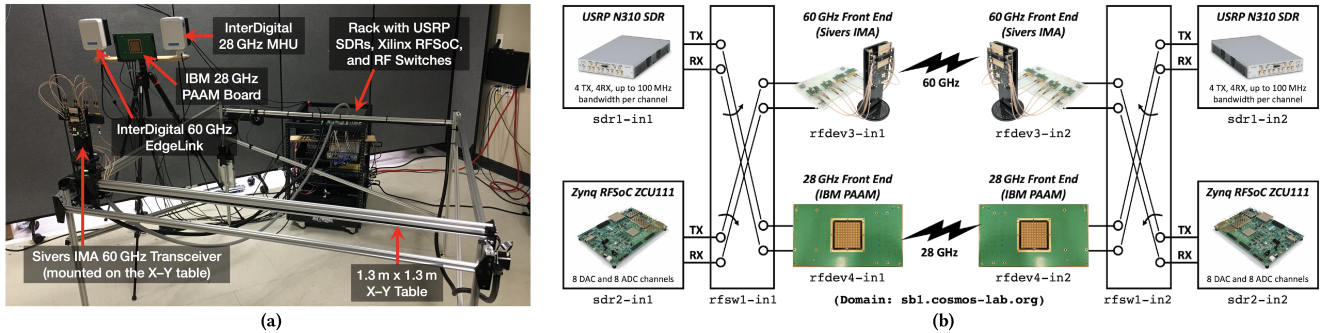 InterDigital
28 GHz MHU
Rack with USRP
SDRs, Xilinx RFSoC,
and RF Switches
IBM 28 GHz
PAAM Board
InterDigital 60 GHz
EdgeLink
Sivers IMA 60 GHz Transceiver
(mounted on the X–Y table)
1.3 m x 1.3 m
X–Y Table
(a)
USRP N310 SDR
TX
RX
4 TX, 4RX, up to 100 MHz
bandwidth per channel
sdr1-in1
Zynq RFSoC ZCU111
TX
RX
8 DAC and 8 ADC channels
sdr2-in1
rfsw1-in1
60 GHz Front End
(Sivers IMA)
rfdev3-in1
60 GHz
60 GHz Front End
(Sivers IMA)
rfdev3-in2
28 GHz Front End
(IBM PAAM)
rfdev4-in1
28 GHz
28 GHz Front End
(IBM PAAM)
rfdev4-in2
(Domain: sb1.cosmos-lab.org)
rfsw1-in2
USRP N310 SDR
TX
RX
4 TX, 4RX, up to 100 MHz
bandwidth per channel
sdr1-in2
Zynq RFSoC ZCU111
TX
RX
8 DAC and 8 ADC channels
sdr2-in2
(b)